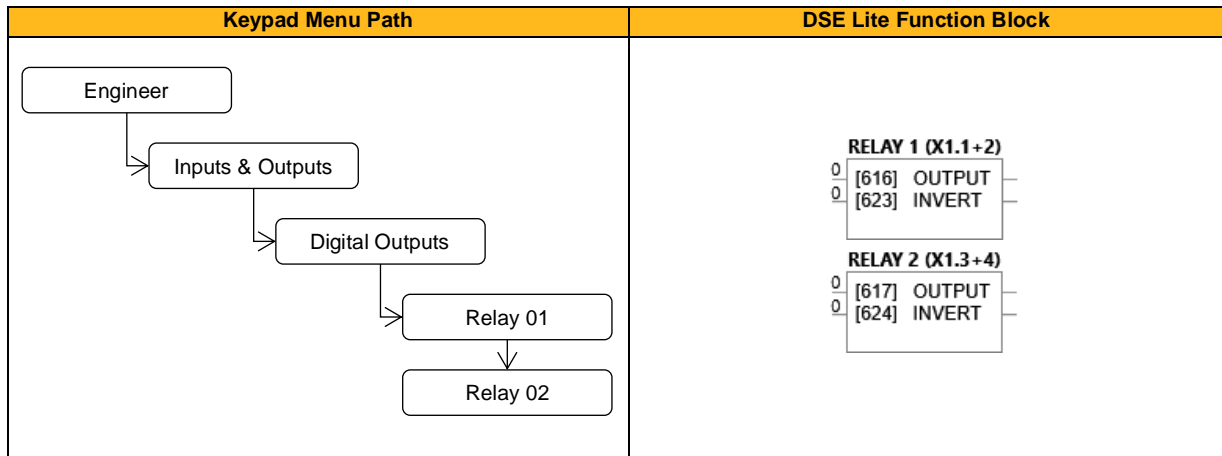 Keypad Menu Path
DSE Lite Function Block
Engineer
Inputs & Outputs
Digital Outputs
Relay 01
Relay 02
RELAY 1 (X1.1+2)
0 [616] OUTPUT
0 [623] INVERT
RELAY 2 (X1.3+4)
0 [617] OUTPUT
0 [624] INVERT